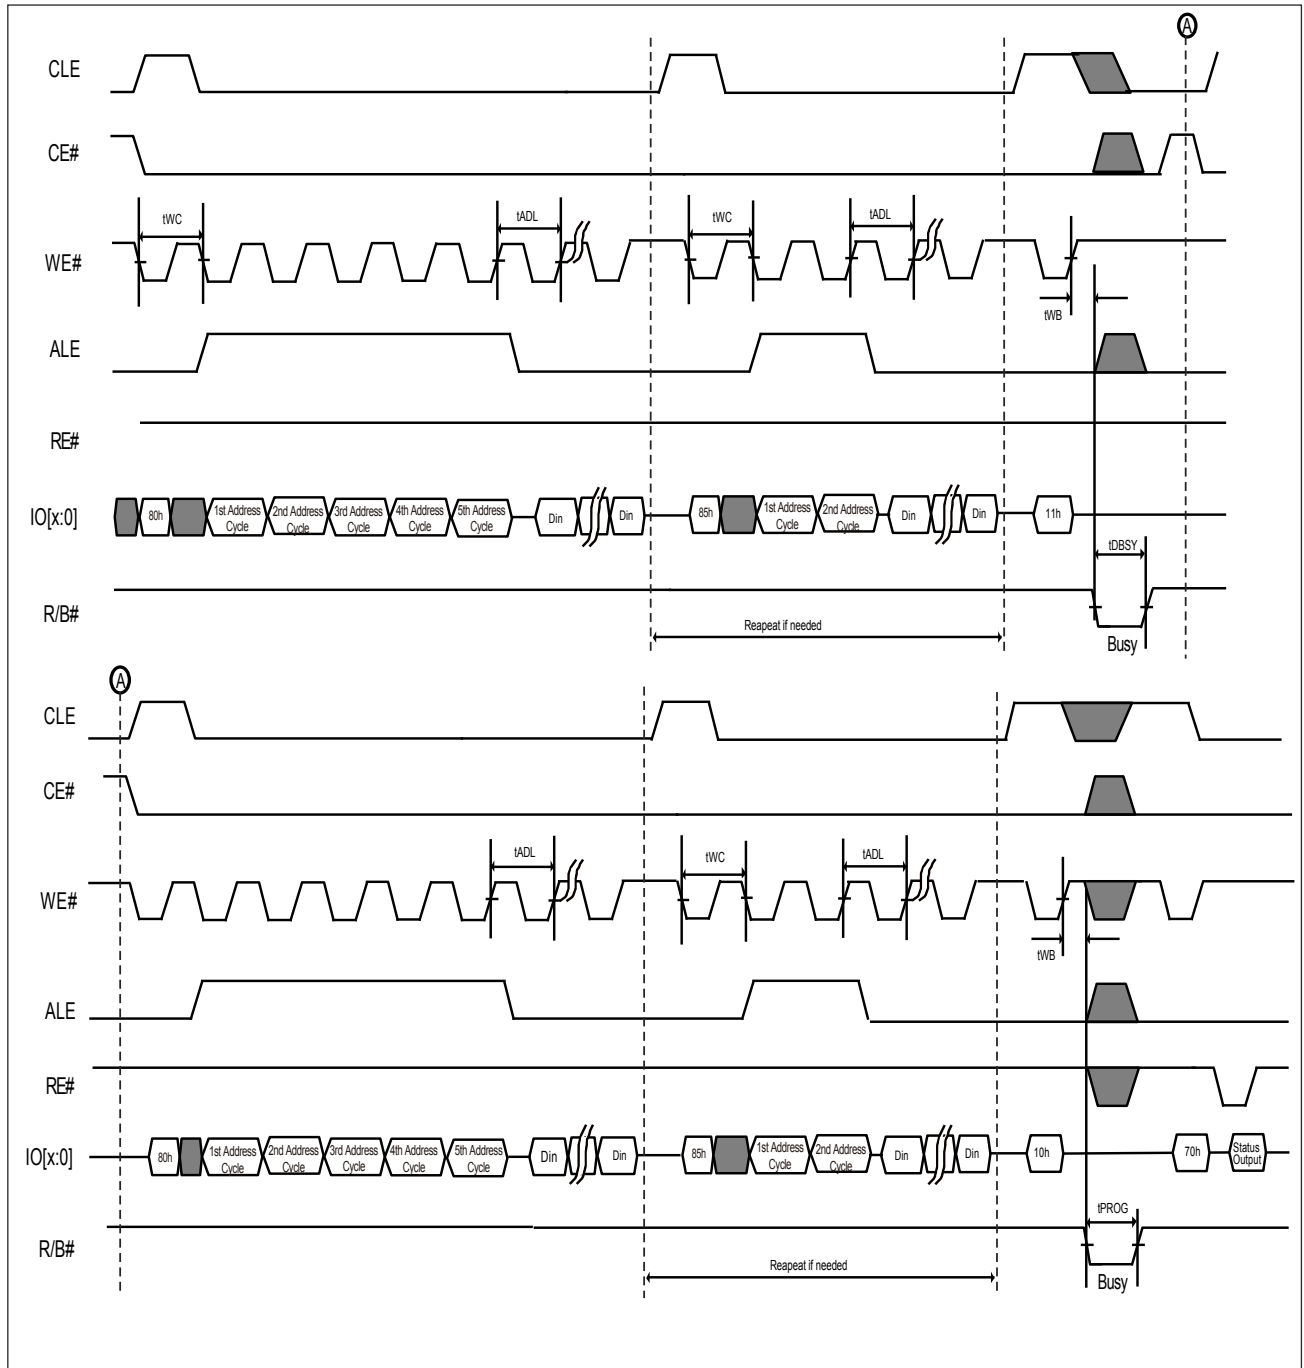 A
CLE
CE#
tWC
tADL
tWC
tADL
WE#
tWB
ALE
RE#
IO[x:0]
80h
1st Address
Cycle
2nd Address
Cycle
3rd Address
Cycle
4th Address
Cycle
5th Address
Cycle
Din
Din
85h
1st Address
Cycle
2nd Address
Cycle
Din
Din
11h
tDBSY
R/B#
Reapeat if needed
Busy
A
CLE
CE#
tADL
tWC
tADL
WE#
tWB
ALE
RE#
IO[x:0]
80h
1st Address
Cycle
2nd Address
Cycle
3rd Address
Cycle
4th Address
Cycle
5th Address
Cycle
Din
Din
85h
1st Address
Cycle
2nd Address
Cycle
Din
Din
10h
70h
Status
Output
tPROG
R/B#
Reapeat if needed
Busy